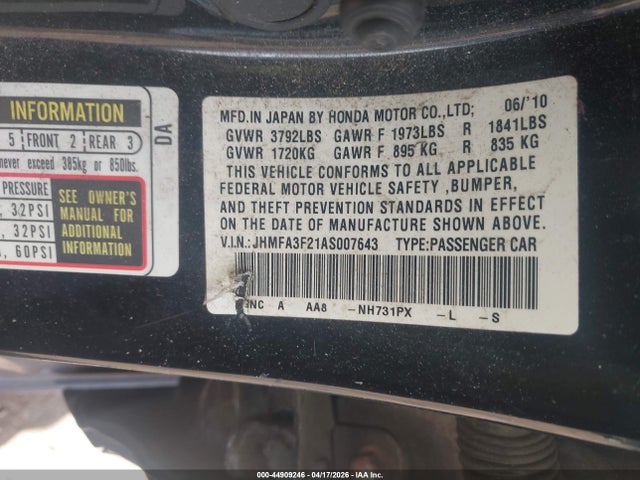 INFORMATION
5 FRONT 2 REAR 3
never exceed 385kg or 850lbs.
PRESSURE
32PSI
32PSI
60PSI
SEE OWNER'S
MANUAL FOR
ADDITIONAL
INFORMATION
DA
MFD.IN JAPAN BY HONDA MOTOR CO.,LTD; 06/'10
GVWR 3792LBS GAWR F 1973LBS R 1841LBS
GVWR 1720KG GAWR F 895 KG R 835 KG
THIS VEHICLE CONFORMS TO ALL APPLICABLE
FEDERAL MOTOR VEHICLE SAFETY ,BUMPER,
AND THEFT PREVENTION STANDARDS IN EFFECT
ON THE DATE OF MANUFACTURE SHOWN ABOVE.
V.I.N.: JHMFA3F21AS007643 TYPE:PASSENGER CAR
NC A AA8 -NH731PX -L -S
000-44909246 - 04/17/2026 - COPYRIGHT IAA, Inc.